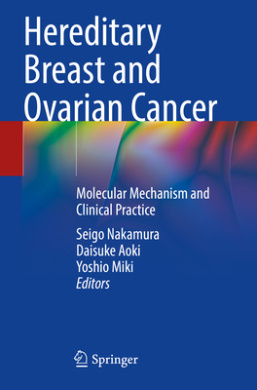 Hereditary
Breast and
Ovarian Cancer
Molecular Mechanism and
Clinical Practice
Seigo Nakamura
Daisuke Aoki
Yoshio Miki
Editors
Springer